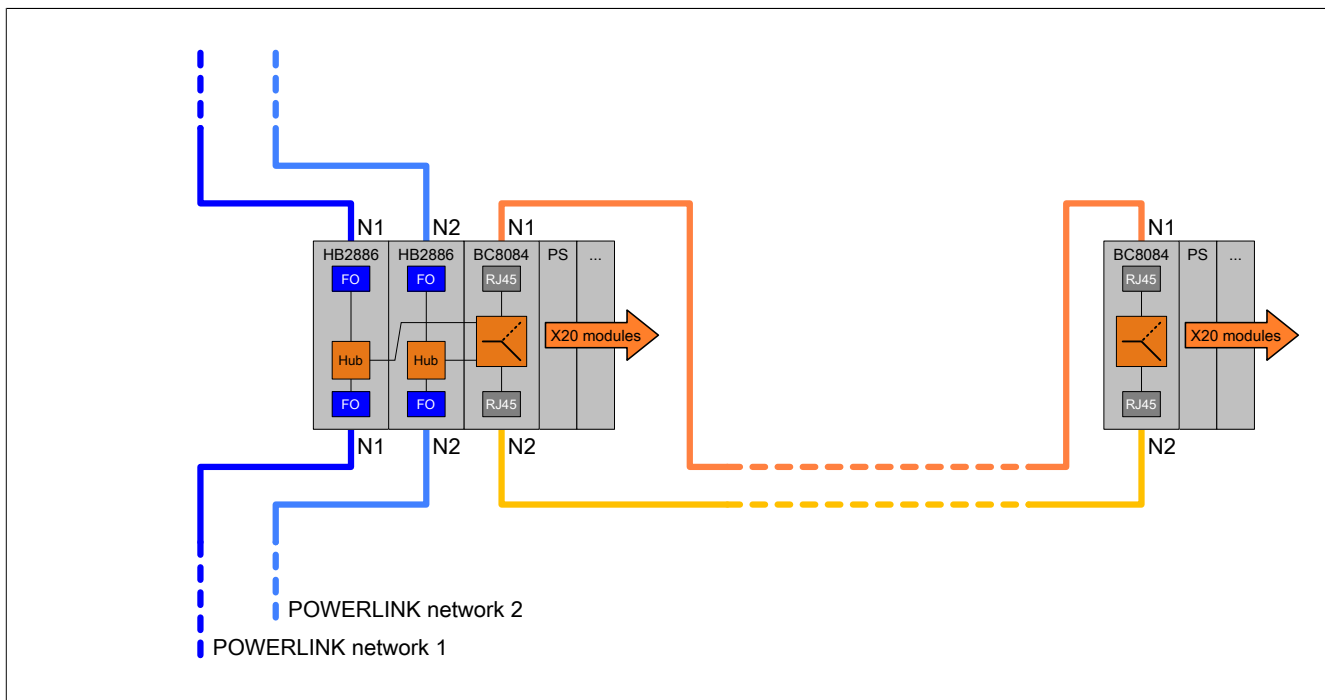 N1 N2 N1 N1
HB2886 HB2886 BC8084 PS ... BC8084 PS ...
FO FO RJ45 RJ45
X20 modules X20 modules
Hub Hub
FO FO RJ45 RJ45
N1 N2 N2 N2
POWERLINK network 2
POWERLINK network 1